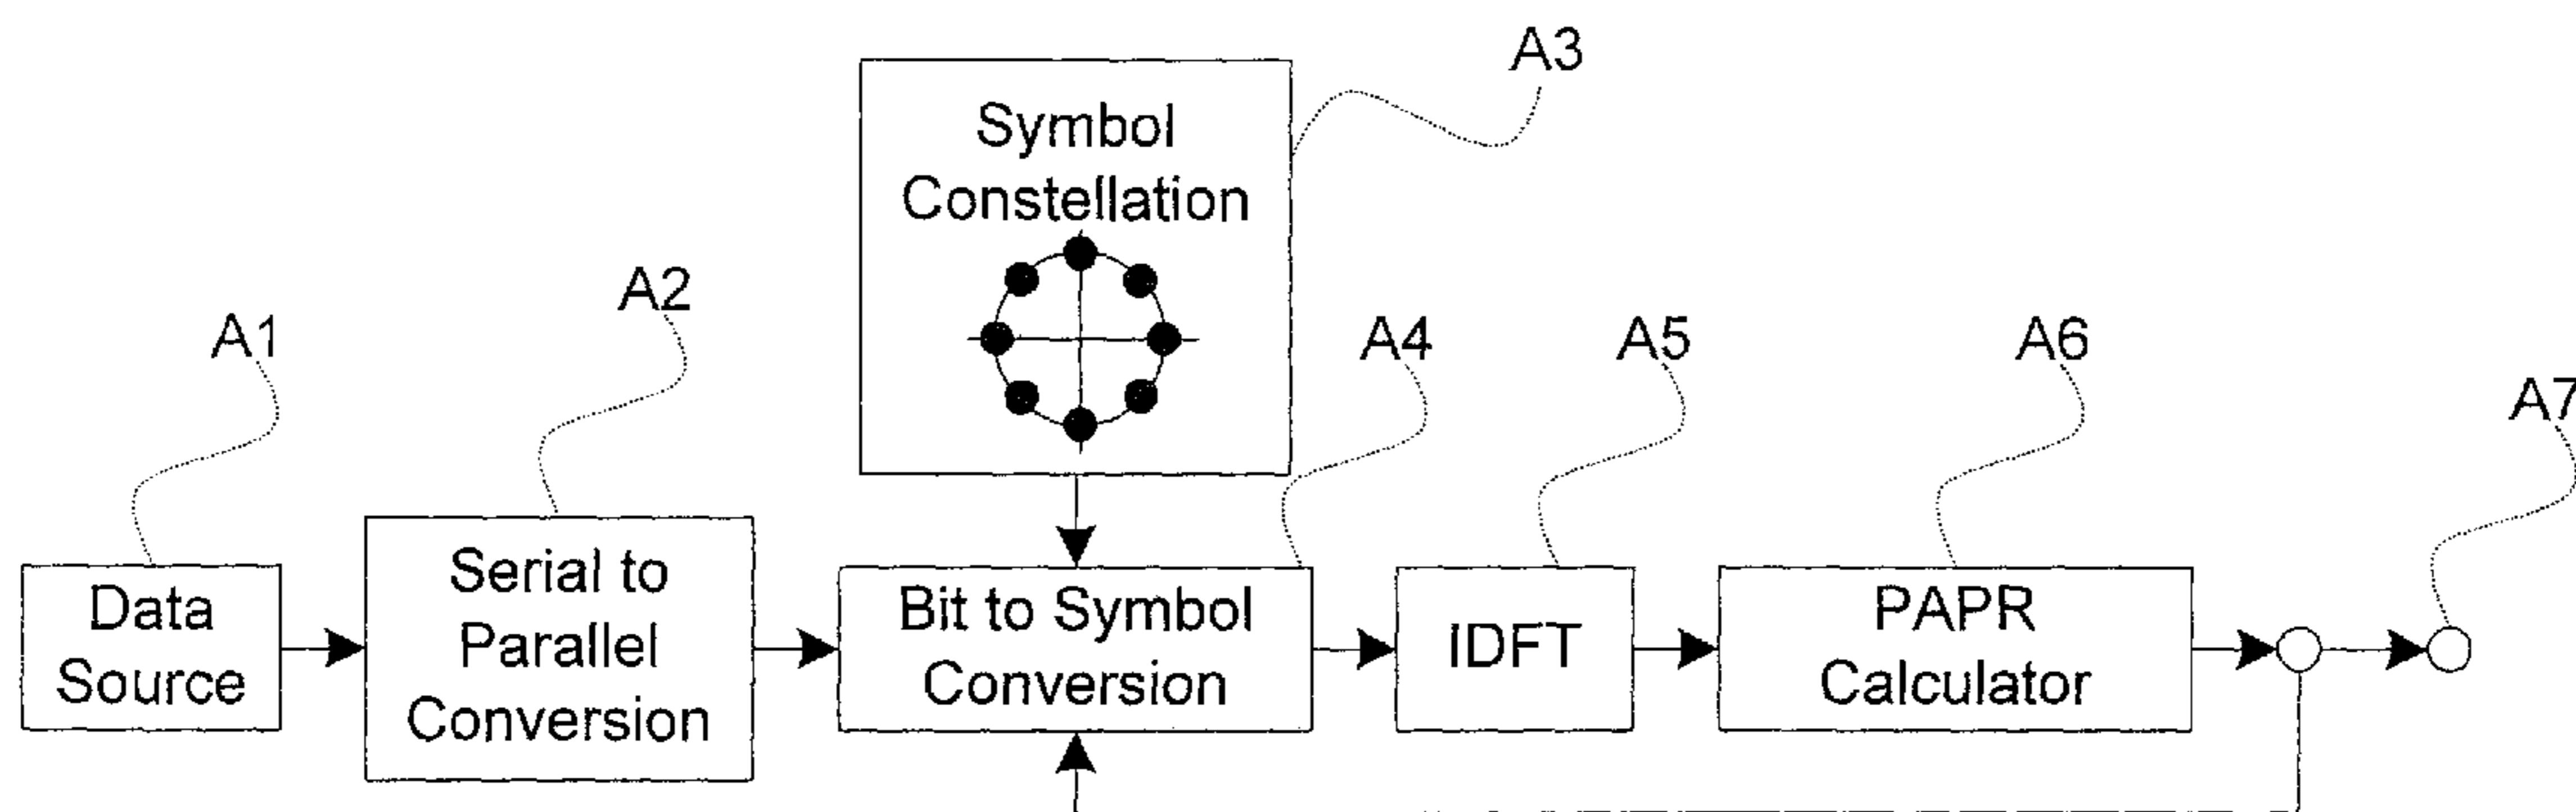 A3
Symbol
Constellation
A2
A1
A4
A5
A6
A7
Data
Source
Serial to
Parallel
Conversion
Bit to Symbol
Conversion
IDFT
PAPR
Calculator